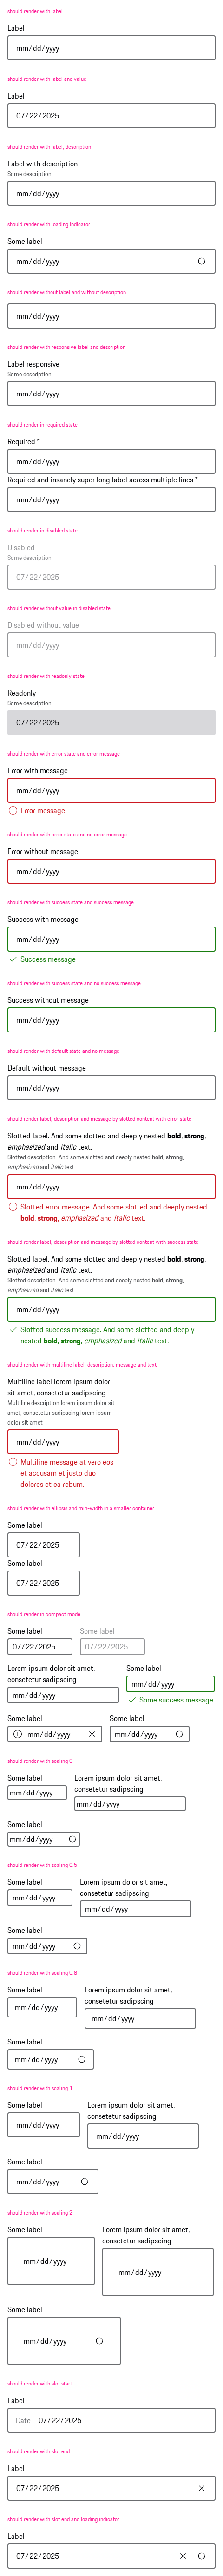 should render with label
Label
mm/dd/yyyy
should render with label and value
Label
07/22/2025
should render with label, description
Label with description
Some description
mm/dd/yyyy
should render with loading indicator
Some label
mm/dd/yyyy
should render without label and without description
mm/dd/yyyy
should render with responsive label and description
Label responsive
Some description
mm/dd/yyyy
should render in required state
Required *
mm/dd/yyyy
Required and insanely super long label across multiple lines *
mm/dd/yyyy
should render in disabled state
Disabled
Some description
07/22/2025
should render without value in disabled state
Disabled without value
mm/dd/yyyy
should render with readonly state
Readonly
Some description
07/22/2025
should render with error state and error message
Error with message
mm/dd/yyyy
Error message
should render with error state and no error message
Error without message
mm/dd/yyyy
should render with success state and success message
Success with message
mm/dd/yyyy
Success message
should render with success state and no success message
Success without message
mm/dd/yyyy
should render with default state and no message
Default without message
mm/dd/yyyy
should render label, description and message by slotted content with error state
Slotted label. And some slotted and deeply nested bold, strong,
emphasized and italic text.
Slotted description. And some slotted and deeply nested bold, strong,
emphasized and italic text.
mm/dd/yyyy
Slotted error message. And some slotted and deeply nested
bold, strong, emphasized and italic text.
should render label, description and message by slotted content with success state
Slotted label. And some slotted and deeply nested bold, strong,
emphasized and italic text.
Slotted description. And some slotted and deeply nested bold, strong,
emphasized and italic text.
mm/dd/yyyy
Slotted success message. And some slotted and deeply
nested bold, strong, emphasized and italic text.
should render with multiline label, description, message and text
Multiline label lorem ipsum dolor
sit amet, consetetur sadipscing
Multiline description lorem ipsum dolor sit
amet, consetetur sadipscing lorem ipsum
dolor sit amet
mm/dd/yyyy
Multiline message at vero eos
et accusam et justo duo
dolores et ea rebum.
should render with ellipsis and min-width in a smaller container
Some label
07/22/2025
Some label
07/22/2025
should render in compact mode
Some label Some label
07/22/2025 07/22/2025
Lorem ipsum dolor sit amet, Some label
consetetur sadipscing mm/dd/yyyy
mm/dd/yyyy Some success message.
Some label Some label
mm/dd/yyyy mm/dd/yyyy
should render with scaling 0
Some label Lorem ipsum dolor sit amet,
mm/dd/yyyy consetetur sadipscing
mm/dd/yyyy
Some label
mm/dd/yyyy
should render with scaling 0.5
Some label Lorem ipsum dolor sit amet,
mm/dd/yyyy consetetur sadipscing
mm/dd/yyyy
Some label
mm/dd/yyyy
should render with scaling 0.8
Some label Lorem ipsum dolor sit amet,
mm/dd/yyyy consetetur sadipscing
mm/dd/yyyy
Some label
mm/dd/yyyy
should render with scaling 1
Some label Lorem ipsum dolor sit amet,
consetetur sadipscing
mm/dd/yyyy mm/dd/yyyy
Some label
mm/dd/yyyy
should render with scaling 2
Some label Lorem ipsum dolor sit amet,
consetetur sadipscing
mm/dd/yyyy mm/dd/yyyy
Some label
mm/dd/yyyy
should render with slot start
Label
Date 07/22/2025
should render with slot end
Label
07/22/2025
should render with slot end and loading indicator
Label
07/22/2025